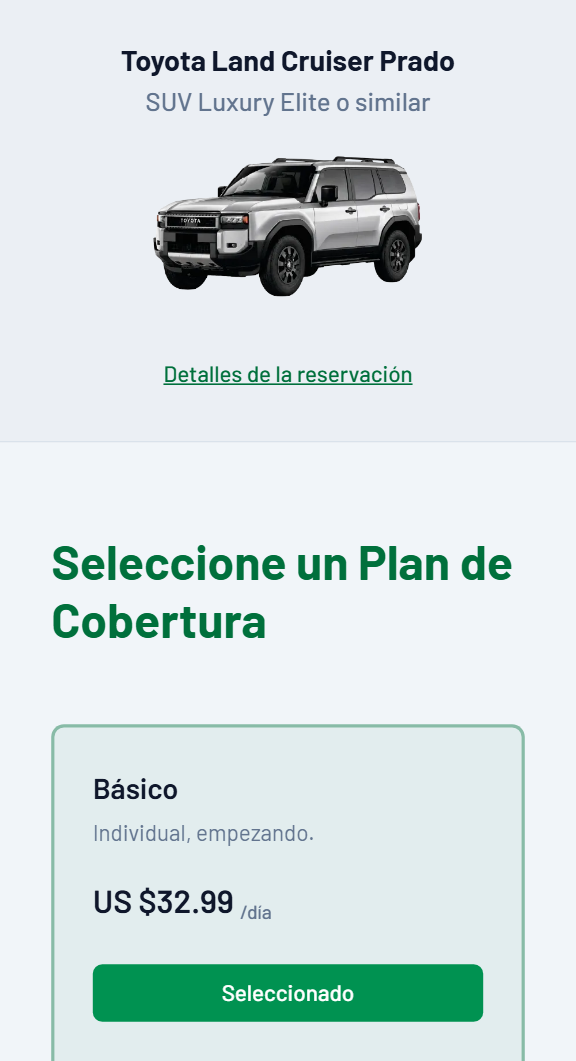 Toyota Land Cruiser Prado
SUV Luxury Elite o similar
TOYOTA
Detalles de la reservación
Seleccione un Plan de
Cobertura
Básico
Individual, empezando.
US $32.99 /día
Seleccionado